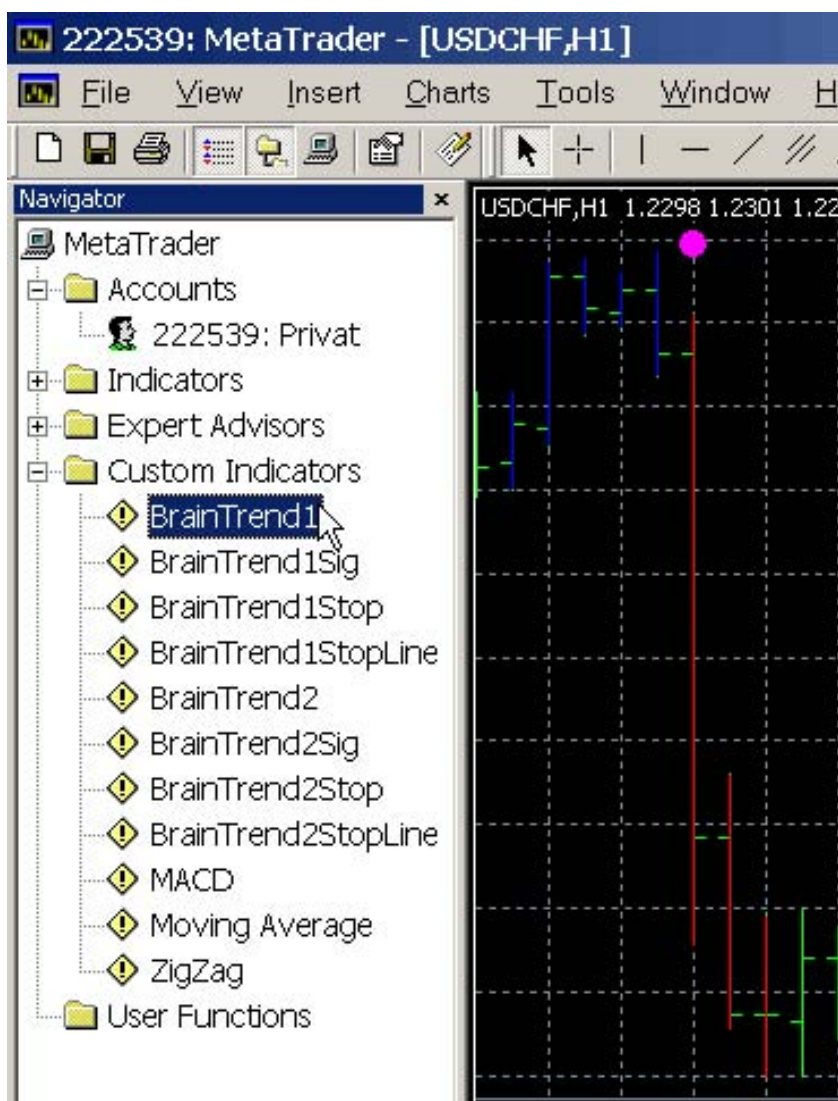 222539: MetaTrader - [USDCHF,H1]
File View Insert Charts Tools Window H
Navigator
USDCHF,H1 1.2298 1.2301 1.22
MetaTrader
Accounts
222539: Privat
Indicators
Expert Advisors
Custom Indicators
BrainTrend1
BrainTrend1Sig
BrainTrend1Stop
BrainTrend1StopLine
BrainTrend2
BrainTrend2Sig
BrainTrend2Stop
BrainTrend2StopLine
MACD
Moving Average
ZigZag
User Functions